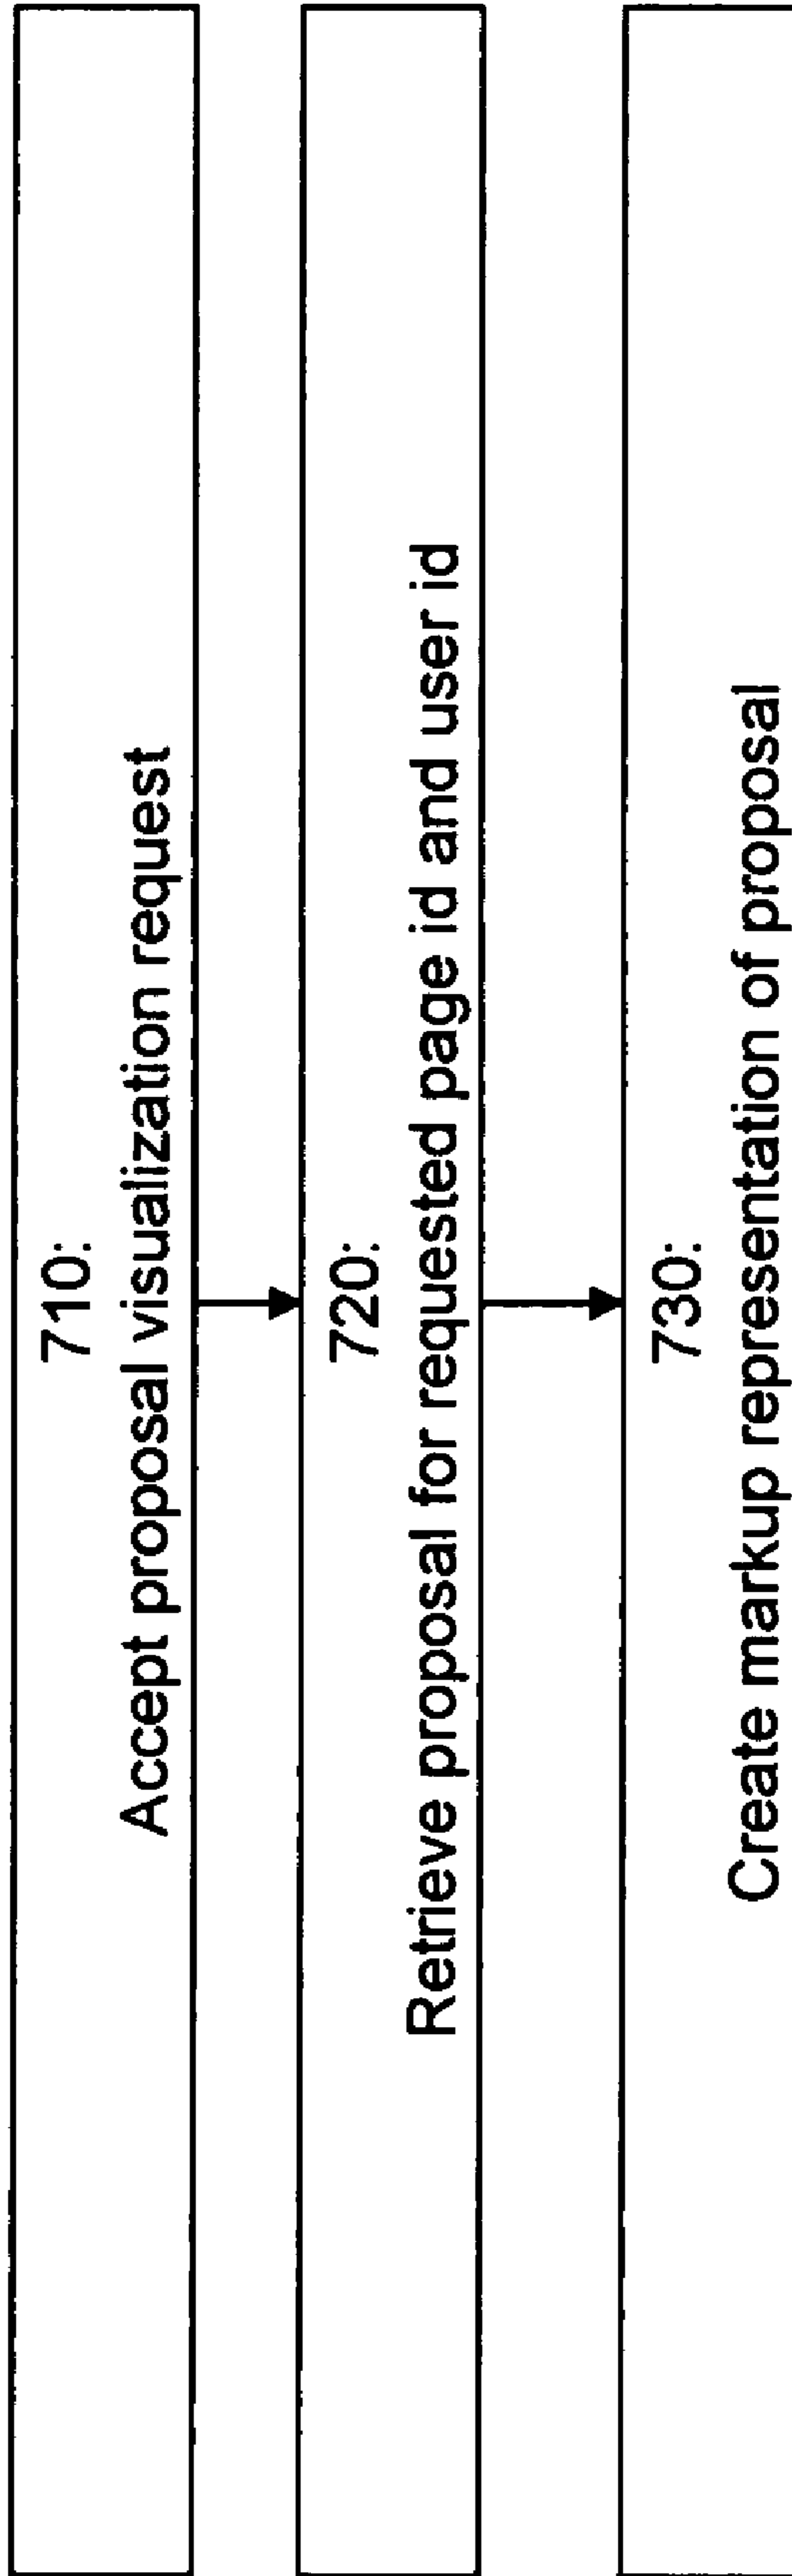 710:
Accept proposal visualization request
720:
Retrieve proposal for requested page id and user id
730:
Create markup representation of proposal